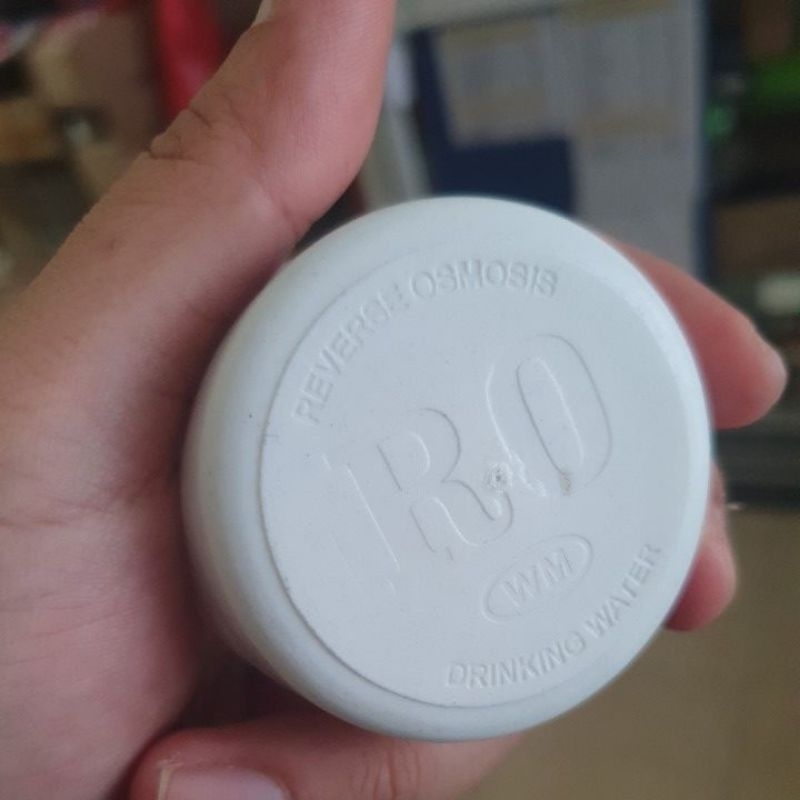 REVERSE OSMOSIS
R.O
WM
DRINKING WATER